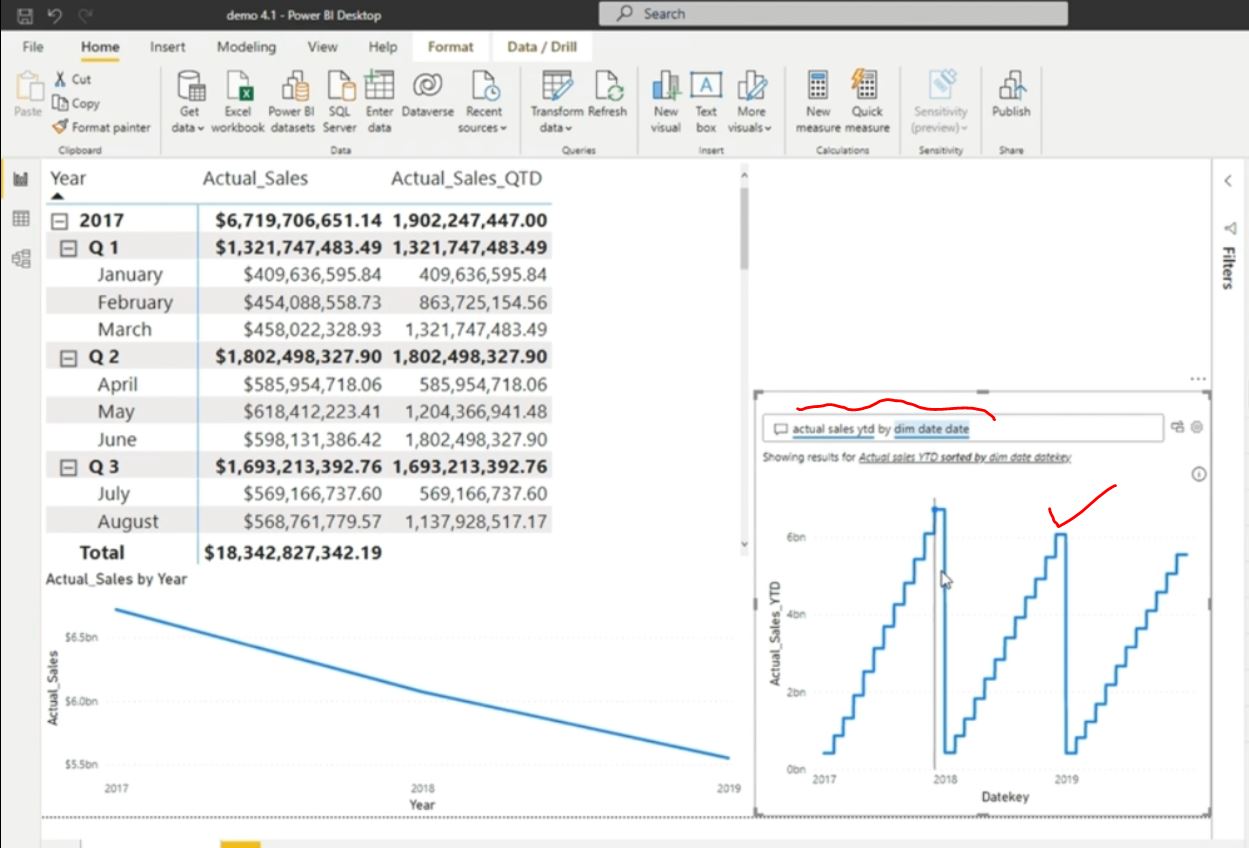 demo 4.1 - Power BI Desktop
Search
File Home Insert Modeling View Help Format Data / Drill
Paste
Cut
Copy
Format painter
Clipboard
Get data
Excel workbook
Power BI datasets
SQL Server
Enter data
Dataverse
Recent sources
Data
Transform data
Refresh
Queries
New visual
Text box
More visuals
Insert
New measure
Quick measure
Calculations
Sensitivity (preview)
Sensitivity
Publish
Share
Year Actual_Sales Actual_Sales_QTD
2017 $6,719,706,651.14 1,902,247,447.00
Q 1 $1,321,747,483.49 1,321,747,483.49
January $409,636,595.84 409,636,595.84
February $454,088,558.73 863,725,154.56
March $458,022,328.93 1,321,747,483.49
Q 2 $1,802,498,327.90 1,802,498,327.90
April $585,954,718.06 585,954,718.06
May $618,412,223.41 1,204,366,941.48
June $598,131,386.42 1,802,498,327.90
Q 3 $1,693,213,392.76 1,693,213,392.76
July $569,166,737.60 569,166,737.60
August $568,761,779.57 1,137,928,517.17
Total $18,342,827,342.19
Actual_Sales by Year
Actual_Sales
$6.5bn
$6.0bn
$5.5bn
2017 2018 2019
Year
actual sales ytd by dim date date
Showing results for Actual sales YTD sorted by dim date datekey
Actual_Sales_YTD
6bn
4bn
2bn
0bn
2017 2018 2019
Datekey
Filters